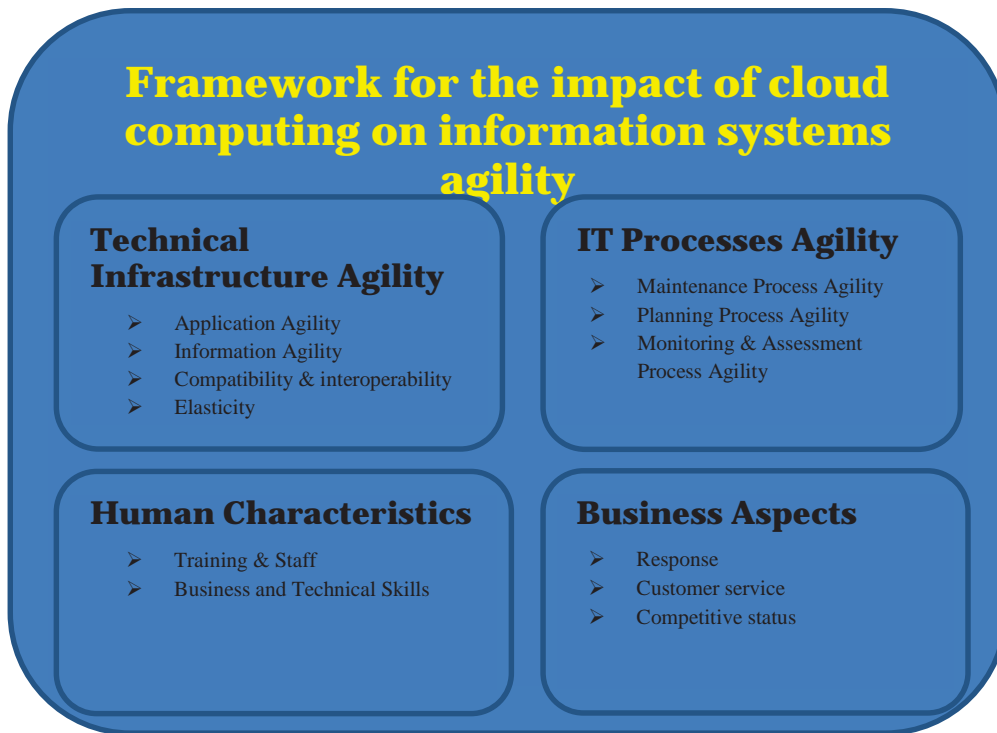 Framework for the impact of cloud
computing on information systems
agility
Technical
Infrastructure Agility
➢ Application Agility
➢ Information Agility
➢ Compatibility & interoperability
➢ Elasticity
IT Processes Agility
➢ Maintenance Process Agility
➢ Planning Process Agility
➢ Monitoring & Assessment
Process Agility
Human Characteristics
➢ Training & Staff
➢ Business and Technical Skills
Business Aspects
➢ Response
➢ Customer service
➢ Competitive status